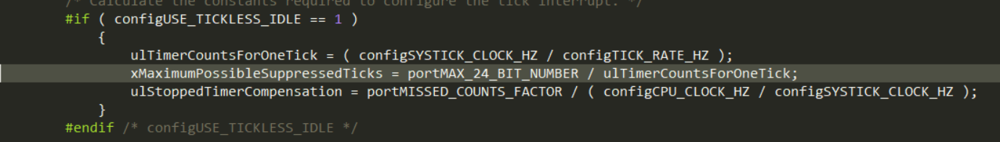 /* Calculate the constants required to configure the tick interrupt. */
#if ( configUSE_TICKLESS_IDLE == 1 )
{
ulTimerCountsForOneTick = ( configSYSTICK_CLOCK_HZ / configTICK_RATE_HZ );
xMaximumPossibleSuppressedTicks = portMAX_24_BIT_NUMBER / ulTimerCountsForOneTick;
ulStoppedTimerCompensation = portMISSED_COUNTS_FACTOR / ( configCPU_CLOCK_HZ / configSYSTICK_CLOCK_HZ );
}
#endif /* configUSE_TICKLESS_IDLE */